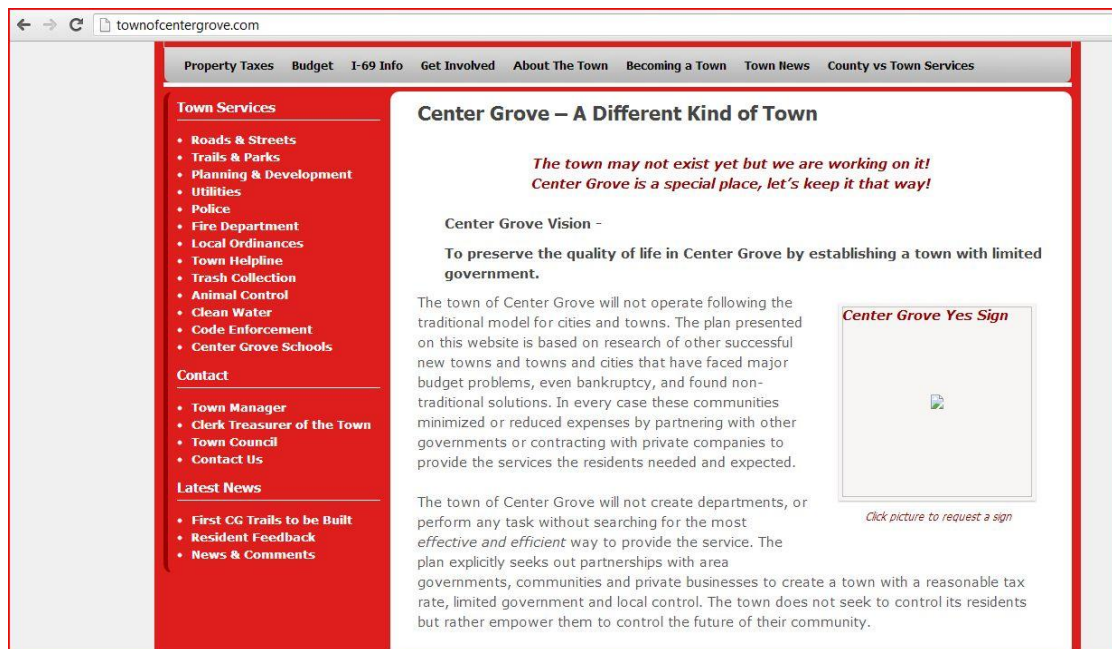 townofcentergrove.com
Property Taxes Budget I-69 Info Get Involved About The Town Becoming a Town Town News County vs Town Services
Town Services
• Roads & Streets
• Trails & Parks
• Planning & Development
• Utilities
• Police
• Fire Department
• Local Ordinances
• Town Helpline
• Trash Collection
• Animal Control
• Clean Water
• Code Enforcement
• Center Grove Schools
Contact
• Town Manager
• Clerk Treasurer of the Town
• Town Council
• Contact Us
Latest News
• First CG Trails to be Built
• Resident Feedback
• News & Comments
Center Grove – A Different Kind of Town
The town may not exist yet but we are working on it!
Center Grove is a special place, let's keep it that way!
Center Grove Vision -
To preserve the quality of life in Center Grove by establishing a town with limited
government.
The town of Center Grove will not operate following the
traditional model for cities and towns. The plan presented
on this website is based on research of other successful
new towns and towns and cities that have faced major
budget problems, even bankruptcy, and found non-
traditional solutions. In every case these communities
minimized or reduced expenses by partnering with other
governments or contracting with private companies to
provide the services the residents needed and expected.
Center Grove Yes Sign
Click picture to request a sign
The town of Center Grove will not create departments, or
perform any task without searching for the most
effective and efficient way to provide the service. The
plan explicitly seeks out partnerships with area
governments, communities and private businesses to create a town with a reasonable tax
rate, limited government and local control. The town does not seek to control its residents
but rather empower them to control the future of their community.